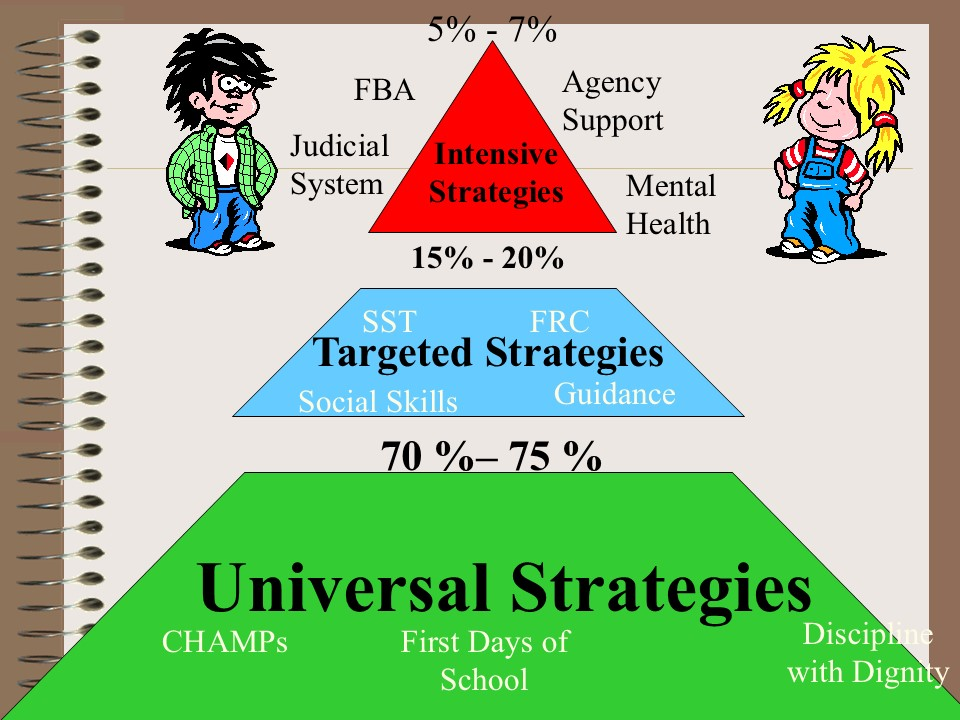 5% - 7%
FBA
Agency
Support
Judicial
System
Intensive
Strategies
Mental
Health
15% - 20%
SST
FRC
Targeted Strategies
Social Skills
Guidance
70 %– 75 %
Universal Strategies
CHAMPs
First Days of
School
Discipline
with Dignity